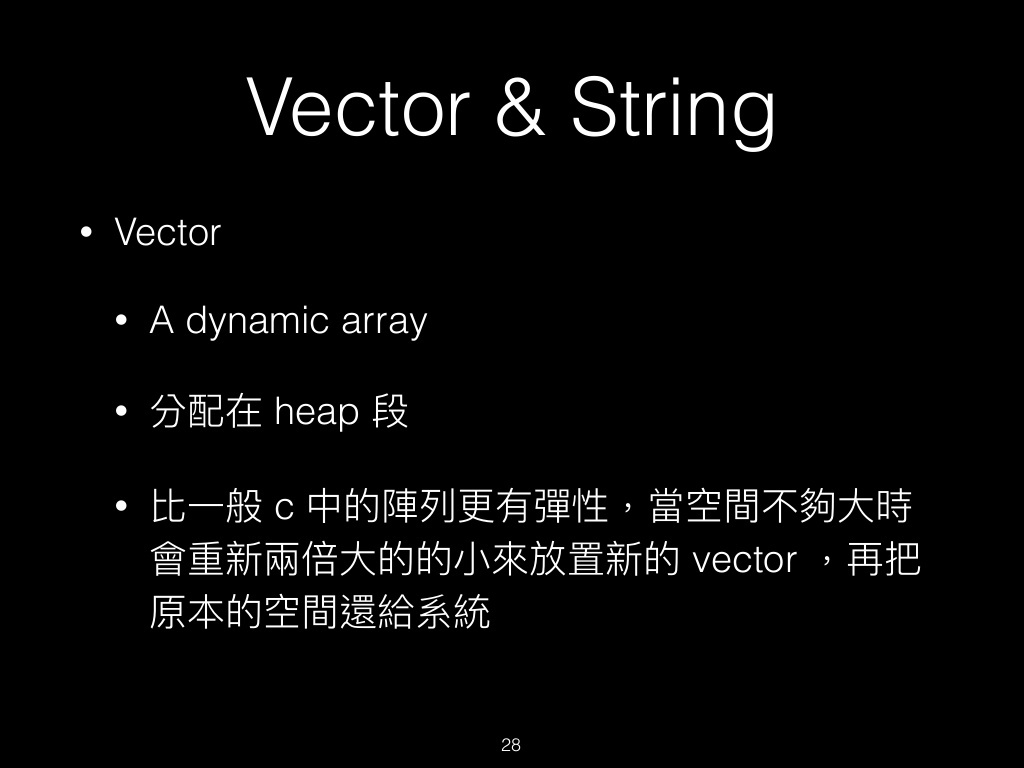 Vector & String
• Vector
• A dynamic array
• 分配在 heap 段
• 比一般 c 中的陣列更有彈性，當空間不夠大時
會重新兩倍大的的小來放置新的 vector ，再把
原本的空間還給系統
28